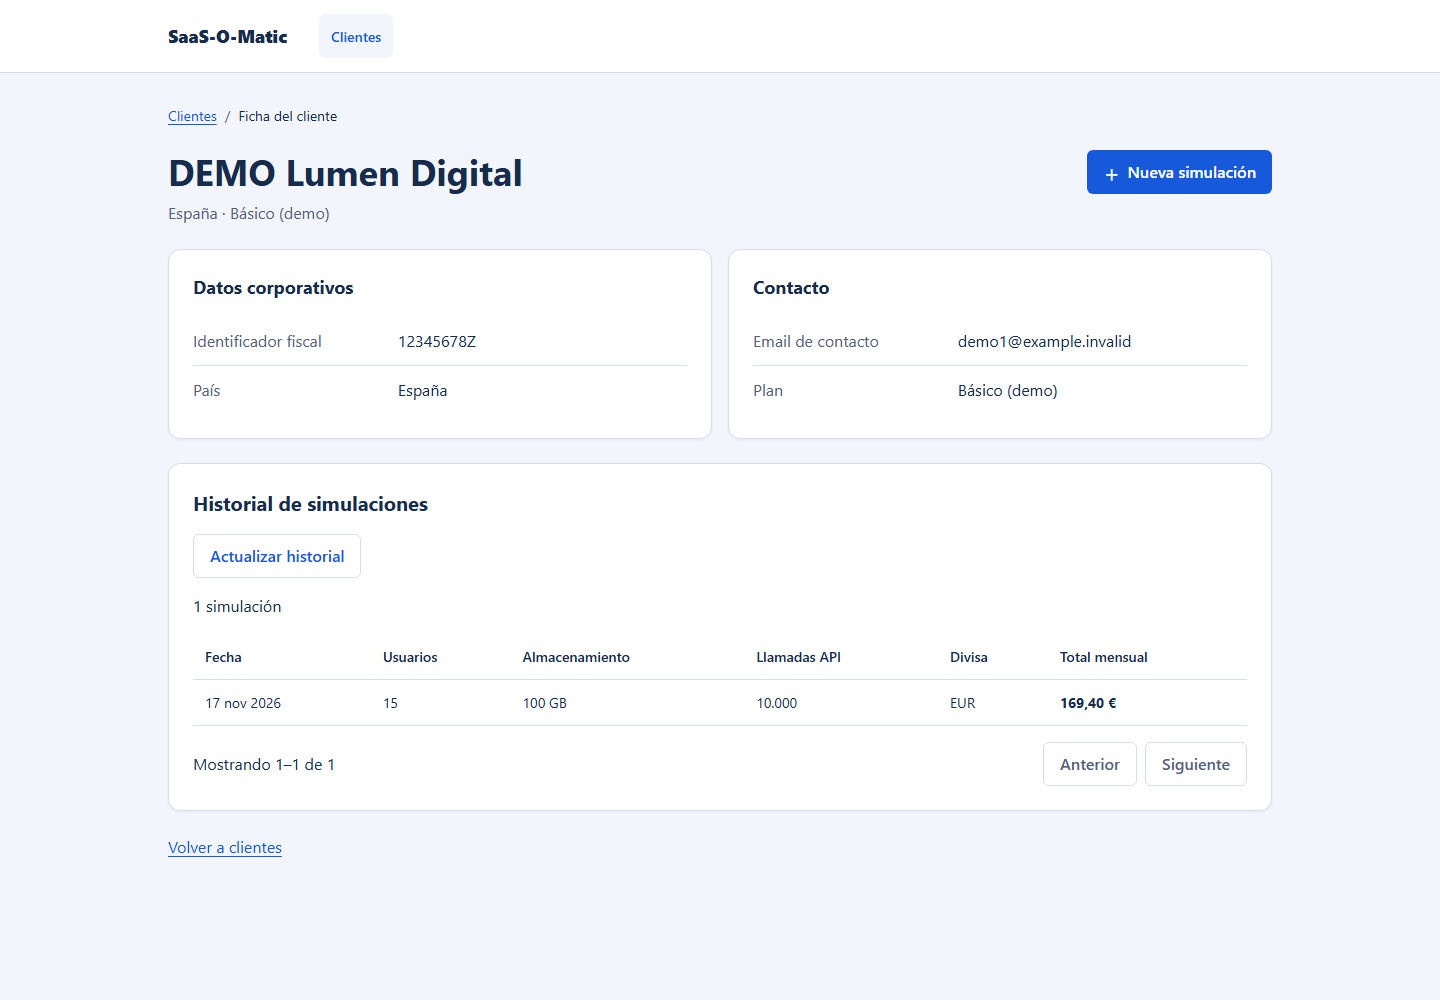 SaaS-O-Matic Clientes
Clientes / Ficha del cliente
DEMO Lumen Digital
+ Nueva simulación
España · Básico (demo)
Datos corporativos
Identificador fiscal 12345678Z
País España
Contacto
Email de contacto demo1@example.invalid
Plan Básico (demo)
Historial de simulaciones
Actualizar historial
1 simulación
Fecha Usuarios Almacenamiento Llamadas API Divisa Total mensual
17 nov 2026 15 100 GB 10.000 EUR 169,40 €
Mostrando 1–1 de 1 Anterior Siguiente
Volver a clientes